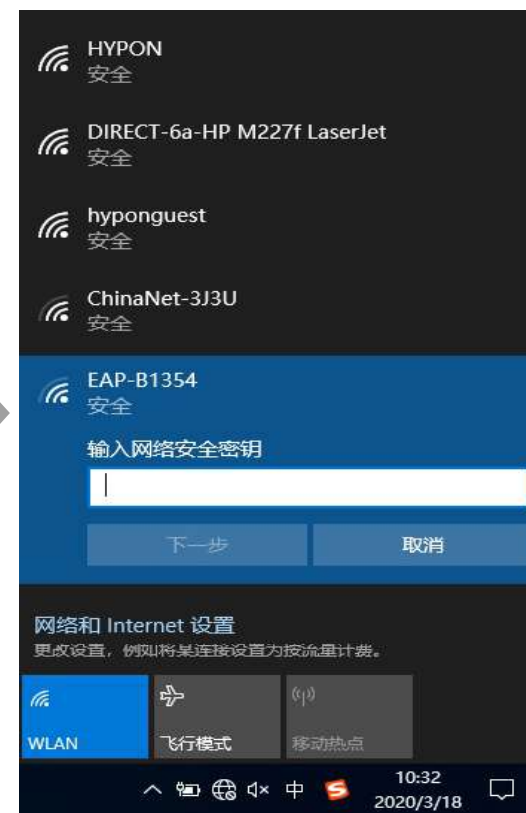 HYPON
安全
DIRECT-6a-HP M227f LaserJet
安全
hyponguest
安全
ChinaNet-3J3U
安全
EAP-B1354
安全
输入网络安全密钥
下一步
取消
网络和 Internet 设置
更改设置，例如将某连接设置为按流量计费。
WLAN
飞行模式
移动热点
中
10:32
2020/3/18